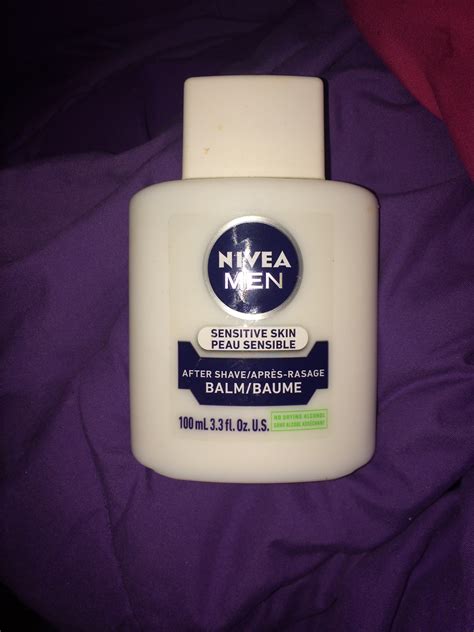 NIVEA
MEN
SENSITIVE SKIN
PEAU SENSIBLE
AFTER SHAVE/APRÈS-RASAGE
BALM/BAUME
100 mL 3.3 fl. Oz. U.S.
NO DRYING ALCOHOL
SANS ALCOOL ASSÉCHANT